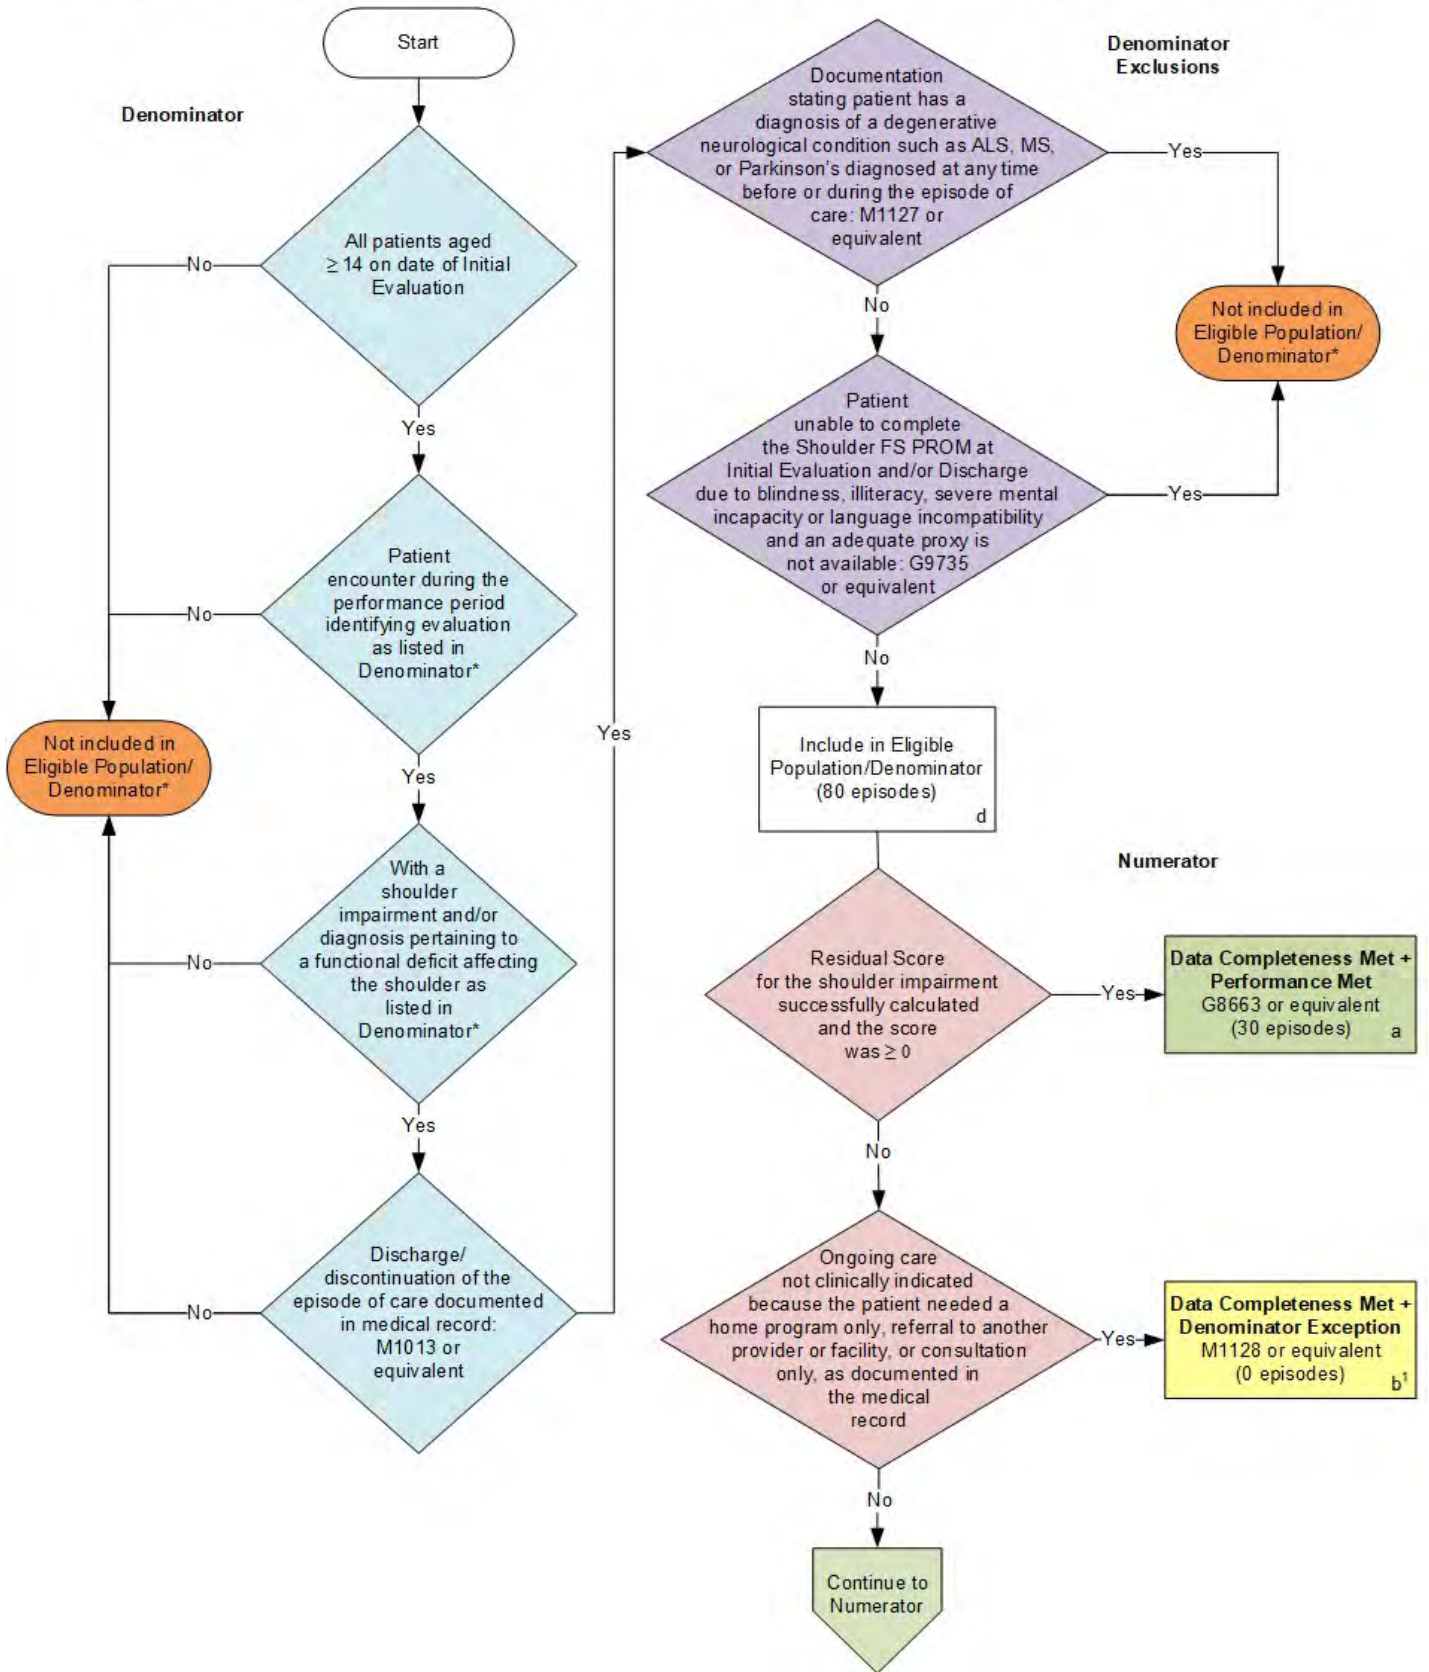 Start
Denominator
All patients aged
≥ 14 on date of Initial
Evaluation
No
Yes
Patient
encounter during the
performance period
identifying evaluation
as listed in
Denominator*
No
Yes
Not included in
Eligible Population/
Denominator*
With a
shoulder
impairment and/or
diagnosis pertaining to
a functional deficit affecting
the shoulder as
listed in
Denominator*
No
Yes
Discharge/
discontinuation of the
episode of care documented
in medical record:
M1013 or
equivalent
No
Yes
Denominator
Exclusions
Documentation
stating patient has a
diagnosis of a degenerative
neurological condition such as ALS, MS,
or Parkinson's diagnosed at any time
before or during the episode of
care: M1127 or
equivalent
Yes
No
Not included in
Eligible Population/
Denominator*
Patient
unable to complete
the Shoulder FS PROM at
Initial Evaluation and/or Discharge
due to blindness, illiteracy, severe mental
incapacity or language incompatibility
and an adequate proxy is
not available: G9735
or equivalent
Yes
No
Include in Eligible
Population/Denominator
(80 episodes)
d
Numerator
Residual Score
for the shoulder impairment
successfully calculated
and the score
was ≥ 0
Yes
Data Completeness Met +
Performance Met
G8663 or equivalent
(30 episodes)
a
No
Ongoing care
not clinically indicated
because the patient needed a
home program only, referral to another
provider or facility, or consultation
only, as documented in
the medical
record
Yes
Data Completeness Met +
Denominator Exception
M1128 or equivalent
(0 episodes)
b¹
No
Continue to
Numerator